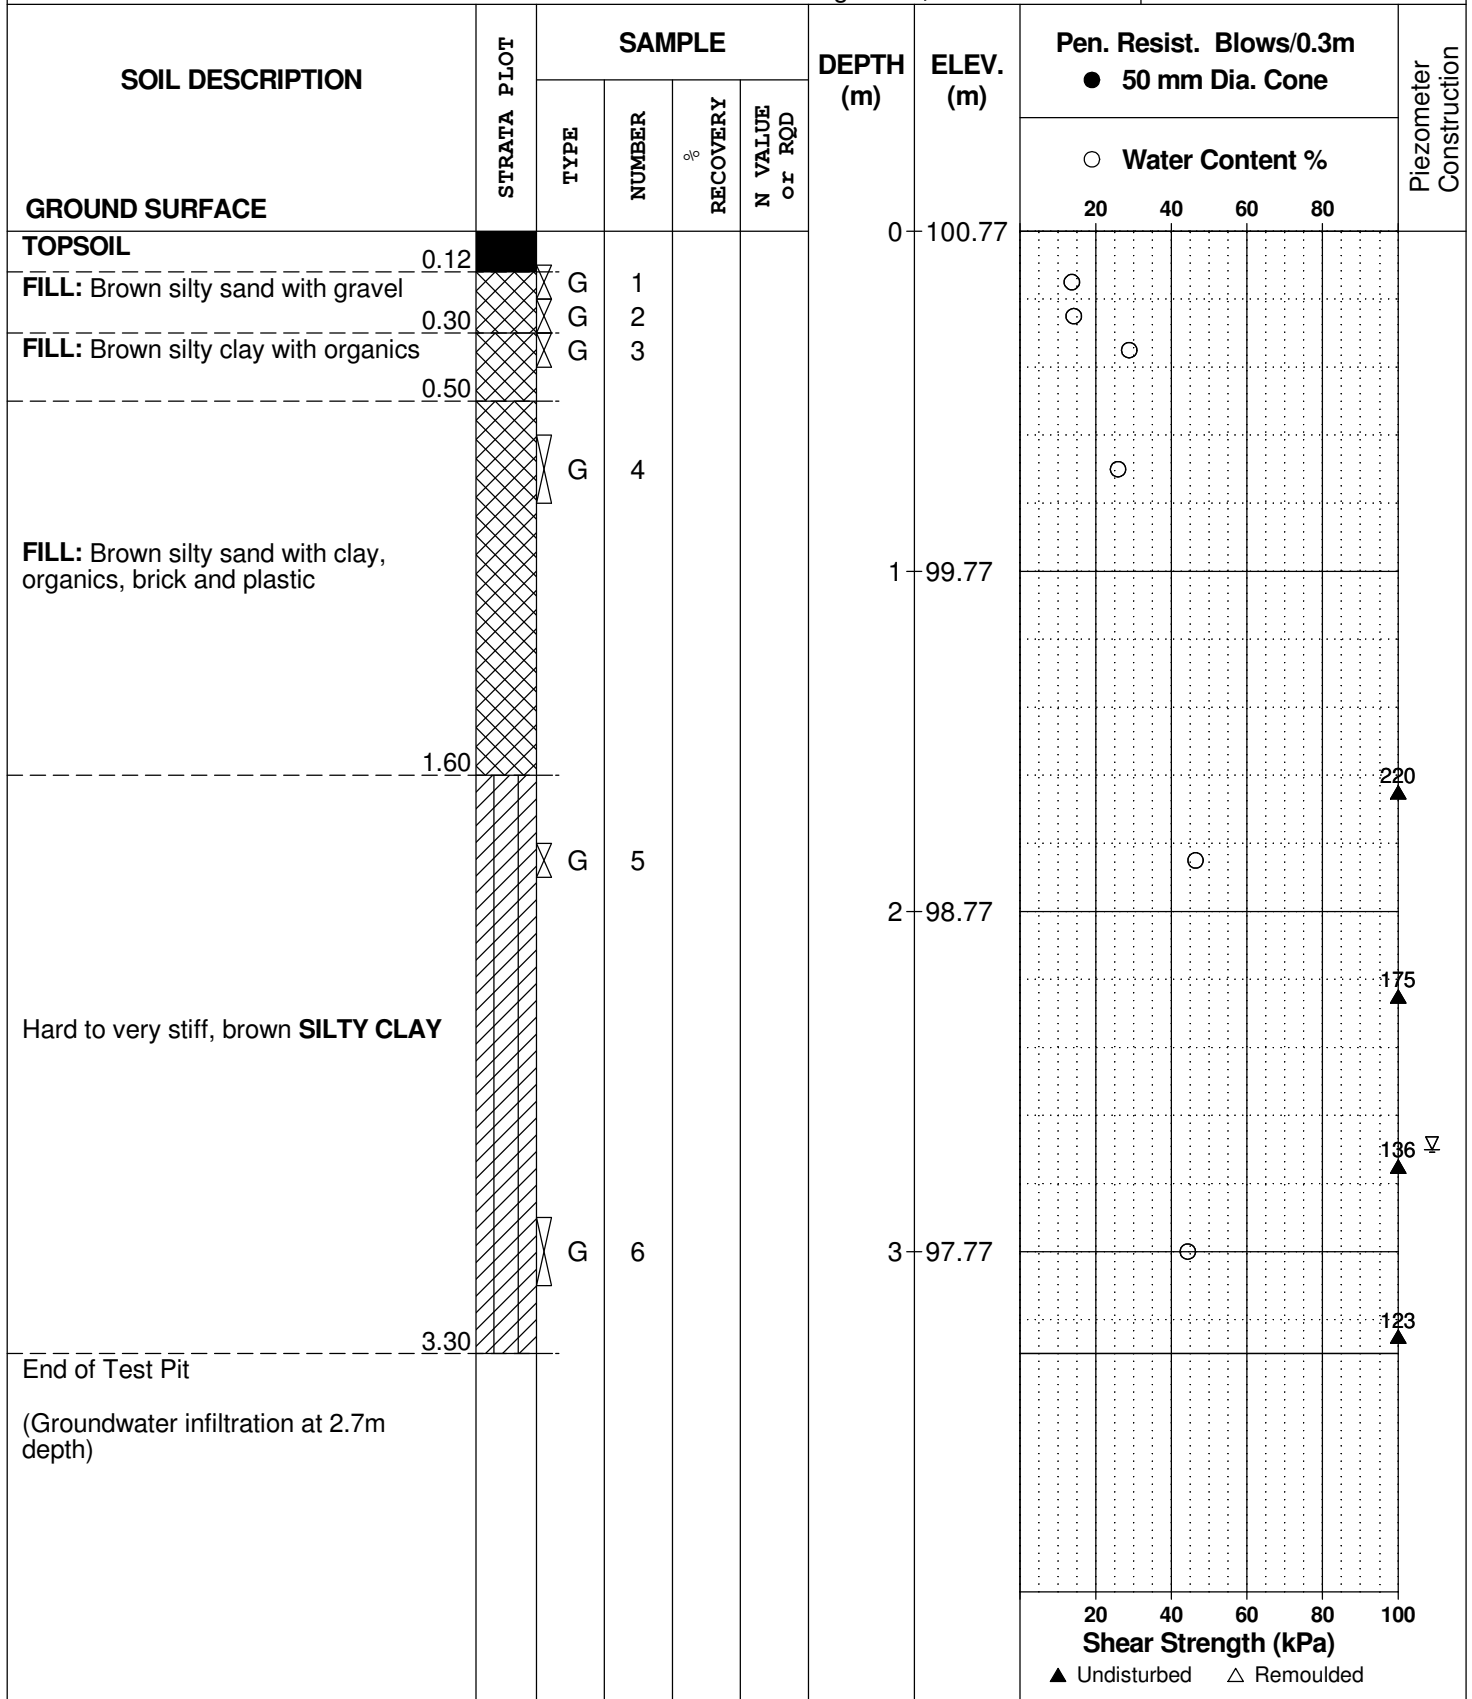 SOIL DESCRIPTION
GROUND SURFACE
STRATA PLOT
SAMPLE
TYPE
NUMBER
%
RECOVERY
N VALUE
or RQD
DEPTH
(m)
ELEV.
(m)
Pen. Resist. Blows/0.3m
● 50 mm Dia. Cone
○ Water Content %
20 40 60 80
Piezometer
Construction
TOPSOIL
0.12
0 100.77
FILL: Brown silty sand with gravel
G 1
0.30
G 2
FILL: Brown silty clay with organics
G 3
0.50
G 4
FILL: Brown silty sand with clay,
organics, brick and plastic
1 99.77
1.60
220
G 5
2 98.77
175
Hard to very stiff, brown SILTY CLAY
136
G 6
3 97.77
123
3.30
End of Test Pit
(Groundwater infiltration at 2.7m
depth)
20 40 60 80 100
Shear Strength (kPa)
▲ Undisturbed △ Remoulded